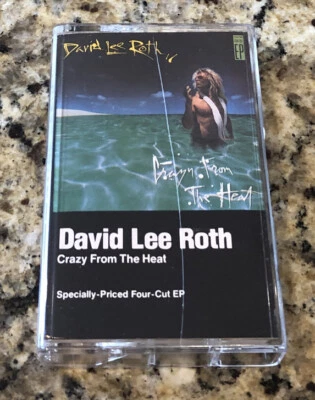 David Lee Roth
EP
Crazy From
The Heat
David Lee Roth
Crazy From The Heat
Specially-Priced Four-Cut EP